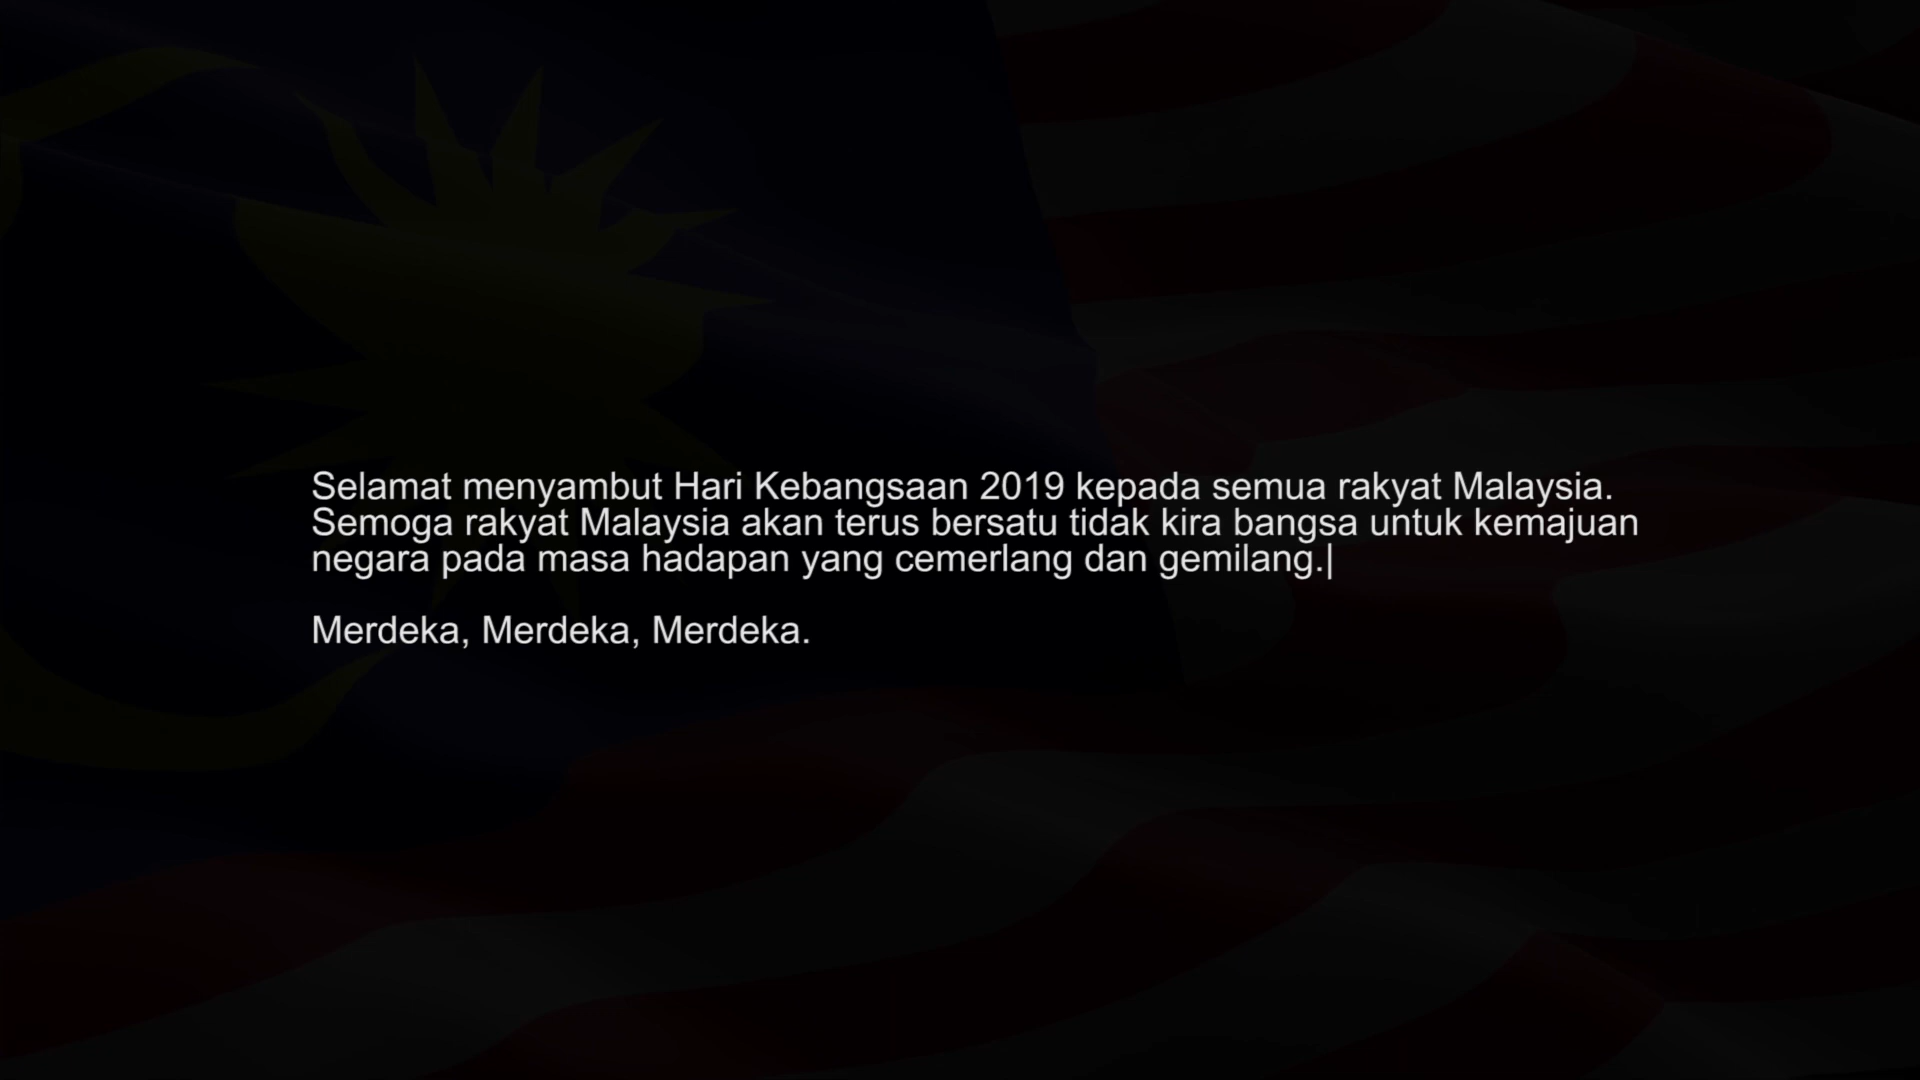 Selamat menyambut Hari Kebangsaan 2019 kepada semua rakyat Malaysia.
Semoga rakyat Malaysia akan terus bersatu tidak kira bangsa untuk kemajuan
negara pada masa hadapan yang cemerlang dan gemilang.|
Merdeka, Merdeka, Merdeka.